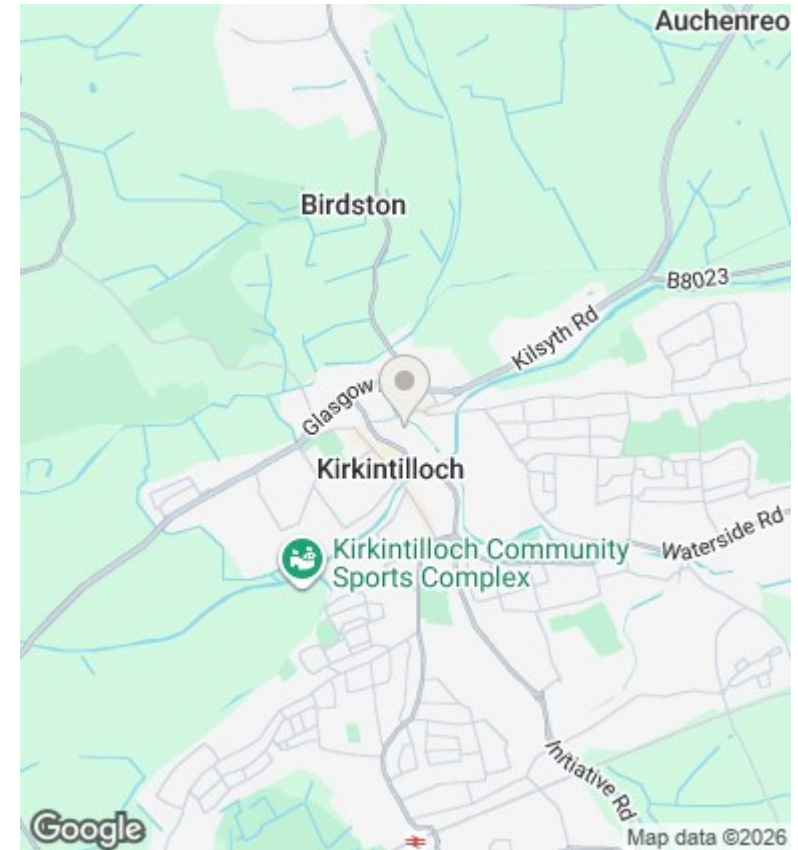 Auchenreo
Birdston
B8023
Kilsyth Rd
Glasgow
Kirkintilloch
Waterside Rd
Kirkintilloch Community
Sports Complex
Initiative Rd
Google
Map data ©2026